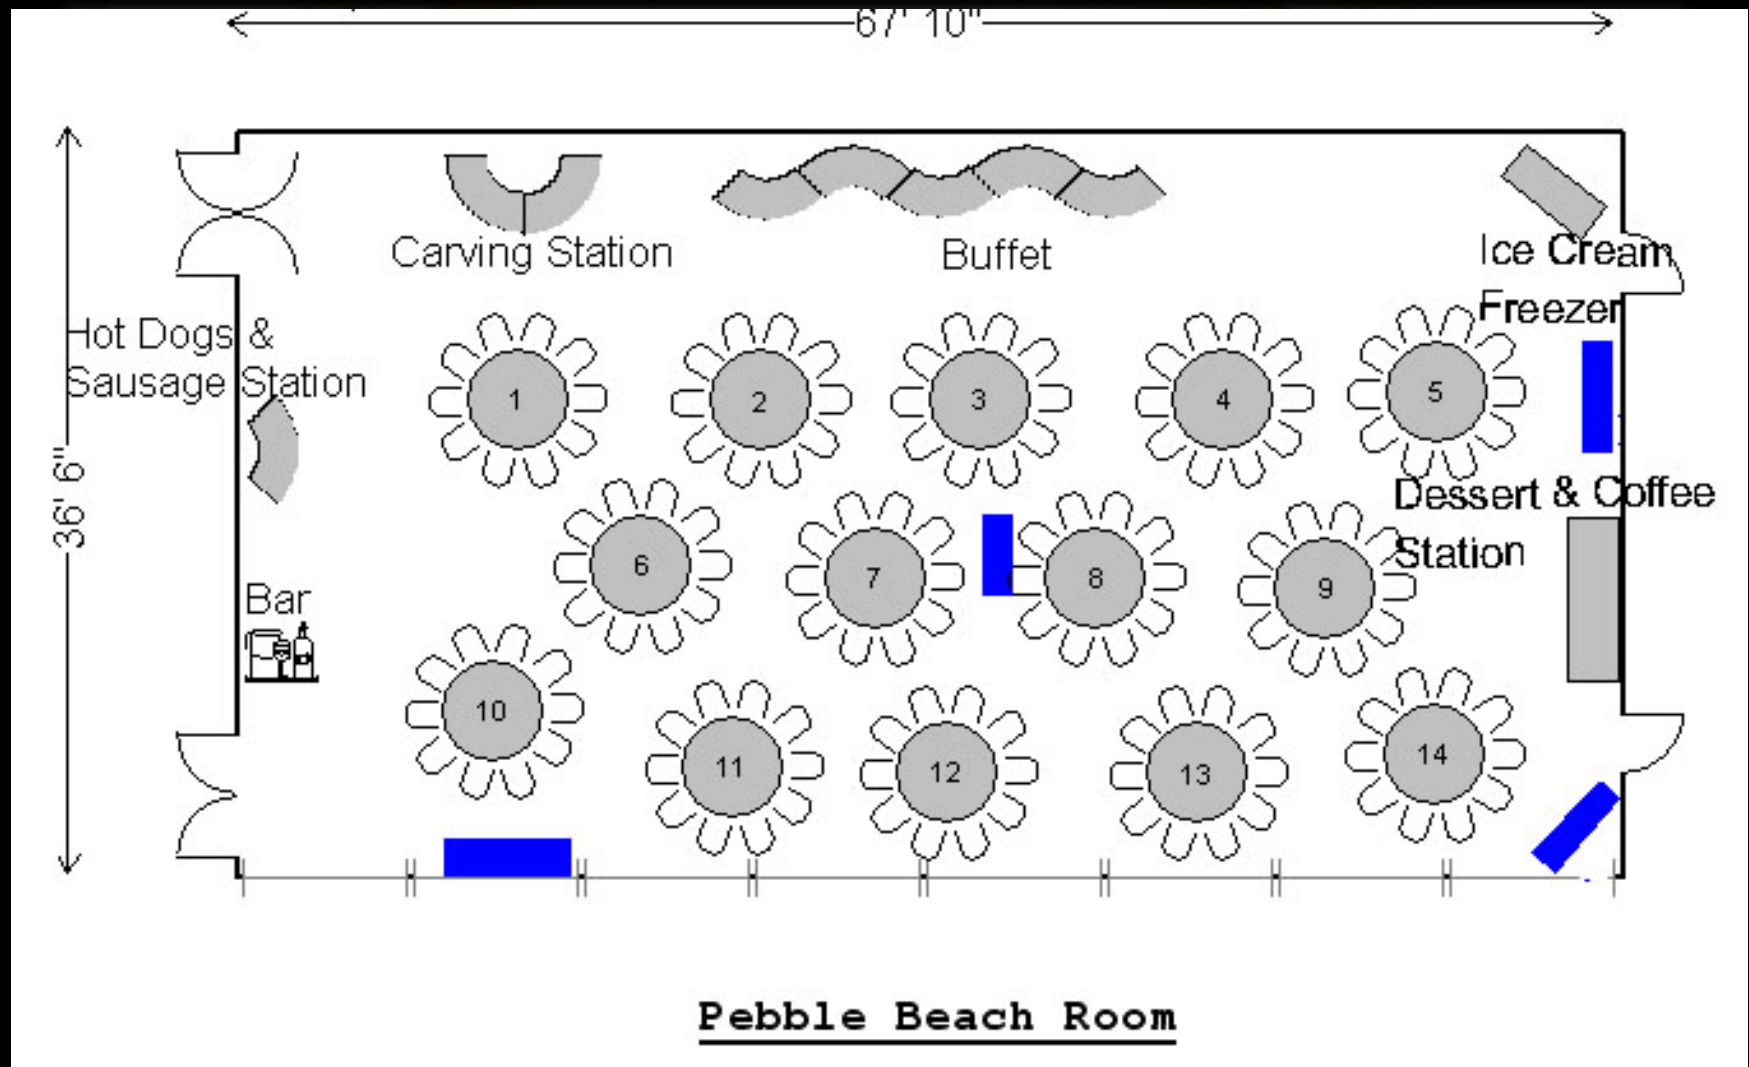 67' 10"
Carving Station
Buffet
Ice Cream
Freezer
Hot Dogs &
Sausage Station
36' 6"
1
2
3
4
5
Dessert & Coffee
Station
6
7
8
9
Bar
10
11
12
13
14
Pebble Beach Room